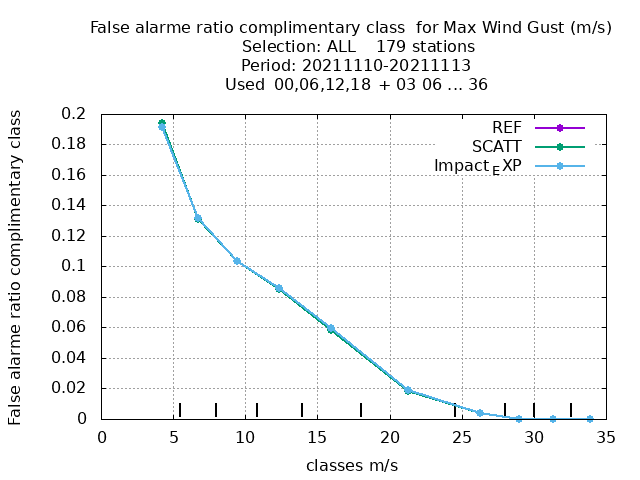 False alarme ratio complimentary class  for Max Wind Gust (m/s)
Selection: ALL    179 stations
Period: 20211110-20211113
Used  00,06,12,18  + 03 06 ... 36
False alarme ratio complimentary class
0.2
0.18
0.16
0.14
0.12
0.1
0.08
0.06
0.04
0.02
0
REF
SCATT
Impact_EXP
0 5 10 15 20 25 30 35
classes m/s